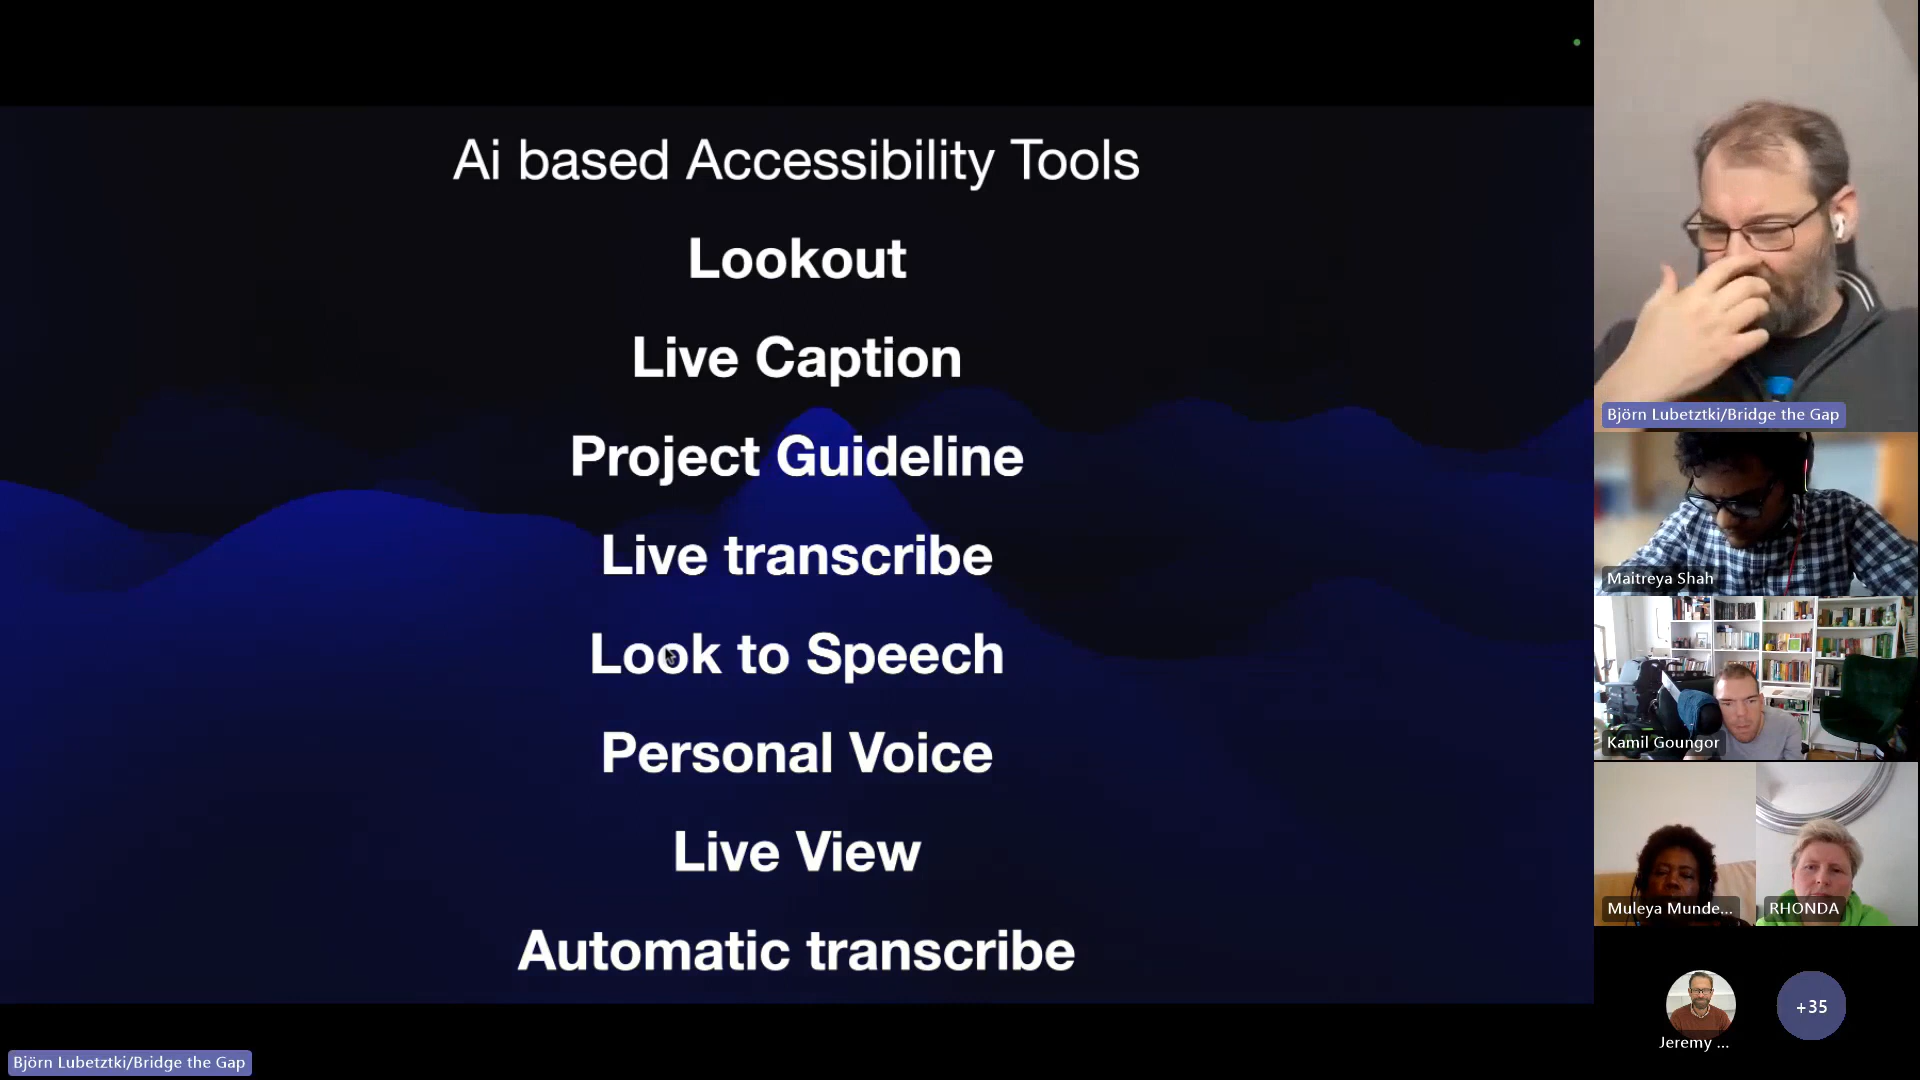 Ai based Accessibility Tools
Lookout
Live Caption
Project Guideline
Live transcribe
Look to Speech
Personal Voice
Live View
Automatic transcribe
Björn Lubetztki/Bridge the Gap
Björn Lubetztki/Bridge the Gap
Maitreya Shah
Kamil Goungor
Muleya Munde...
RHONDA
Jeremy ...
+35